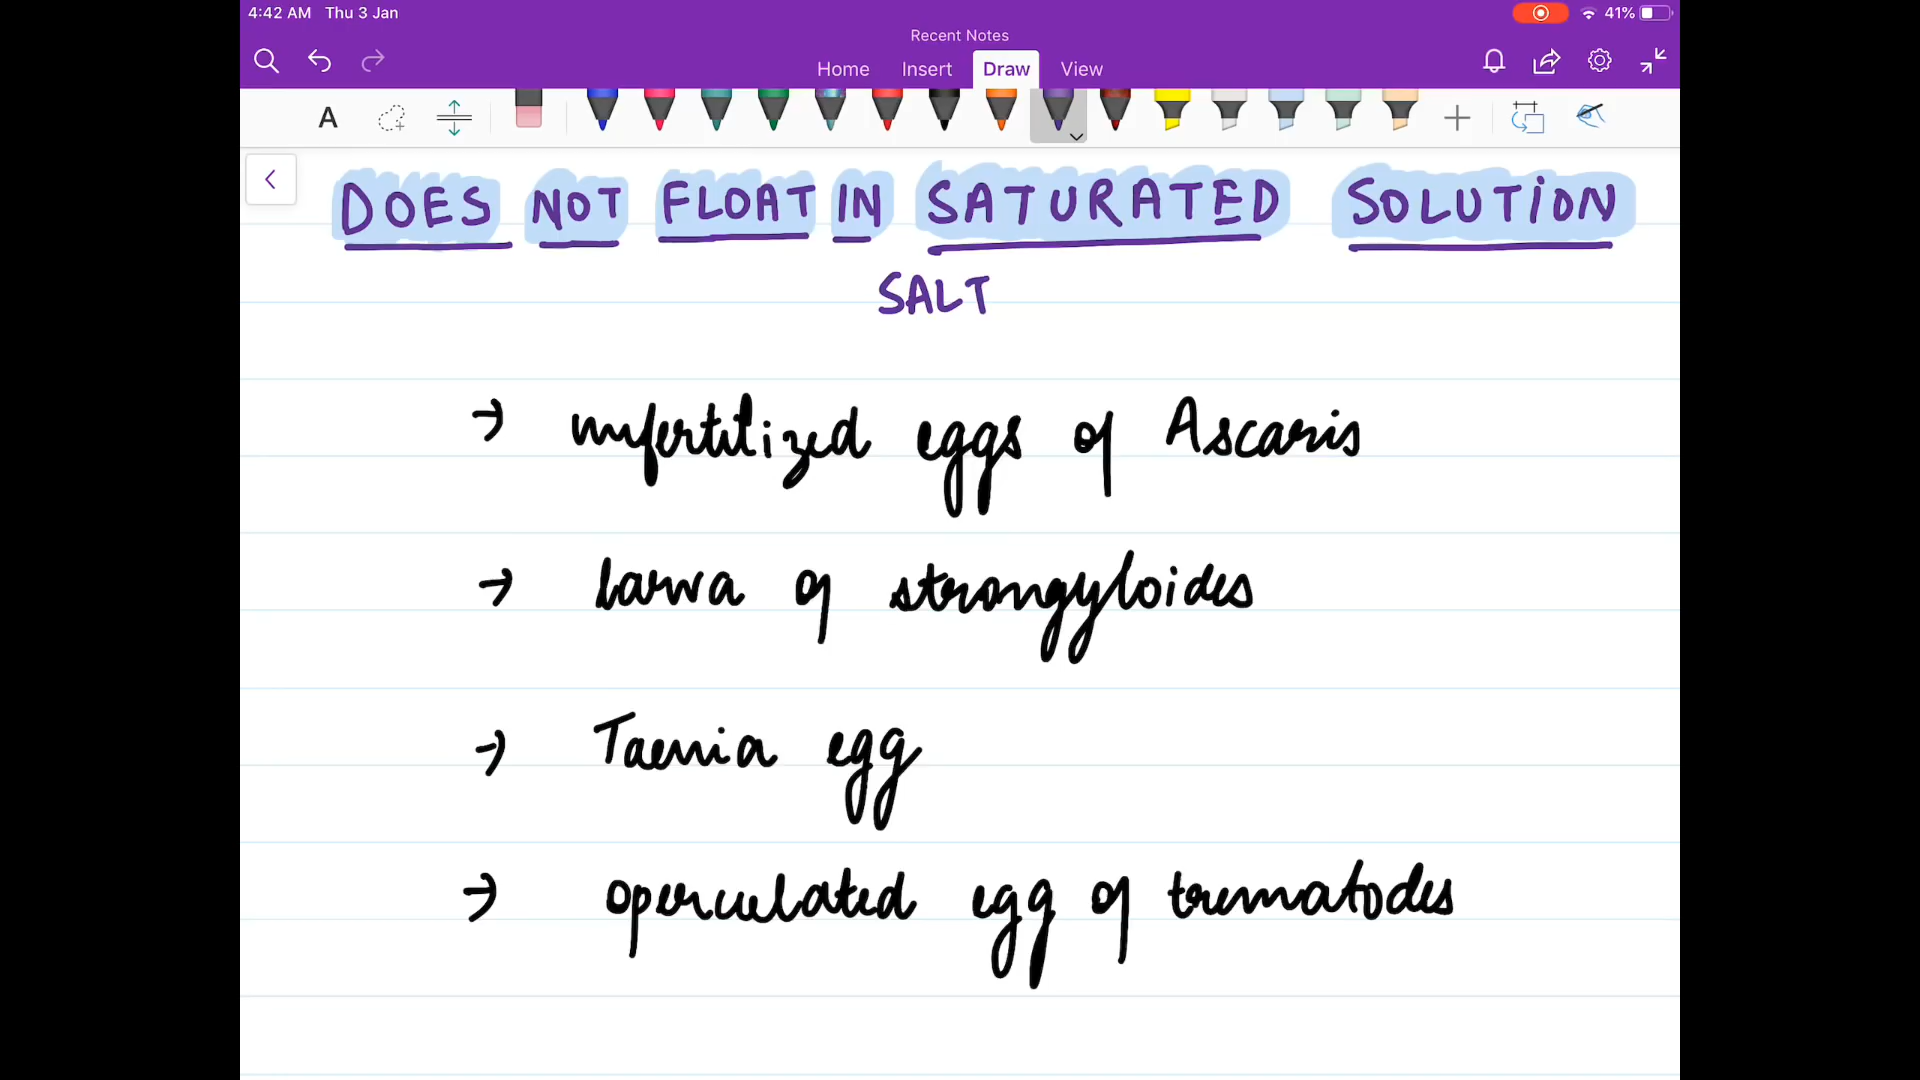 4:42 AM Thu 3 Jan 41%
Recent Notes
Home Insert Draw View
A
DOES NOT FLOAT IN SATURATED SOLUTION
SALT
→ unfertilized eggs of Ascaris
→ larva of strongyloides
→ Taenia egg
→ operculated egg of trematodes